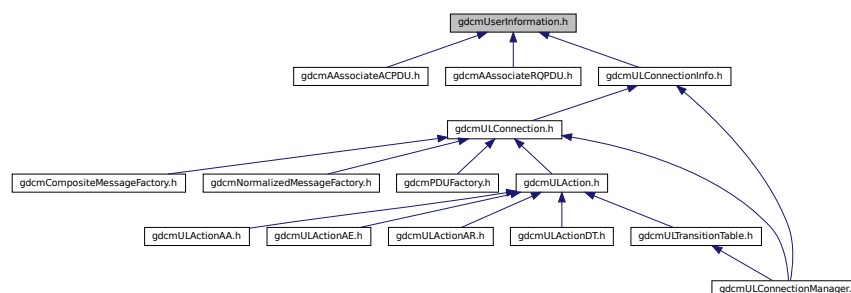 gdcmUserInformation.h
gdcmAAssociateACPDU.h
gdcmAAssociateRQPDU.h
gdcmULConnectionInfo.h
gdcmULConnection.h
gdcmCompositeMessageFactory.h
gdcmNormalizedMessageFactory.h
gdcmPDUFactory.h
gdcmULAction.h
gdcmULActionAA.h
gdcmULActionAE.h
gdcmULActionAR.h
gdcmULActionDT.h
gdcmULTransitionTable.h
gdcmULConnectionManager.